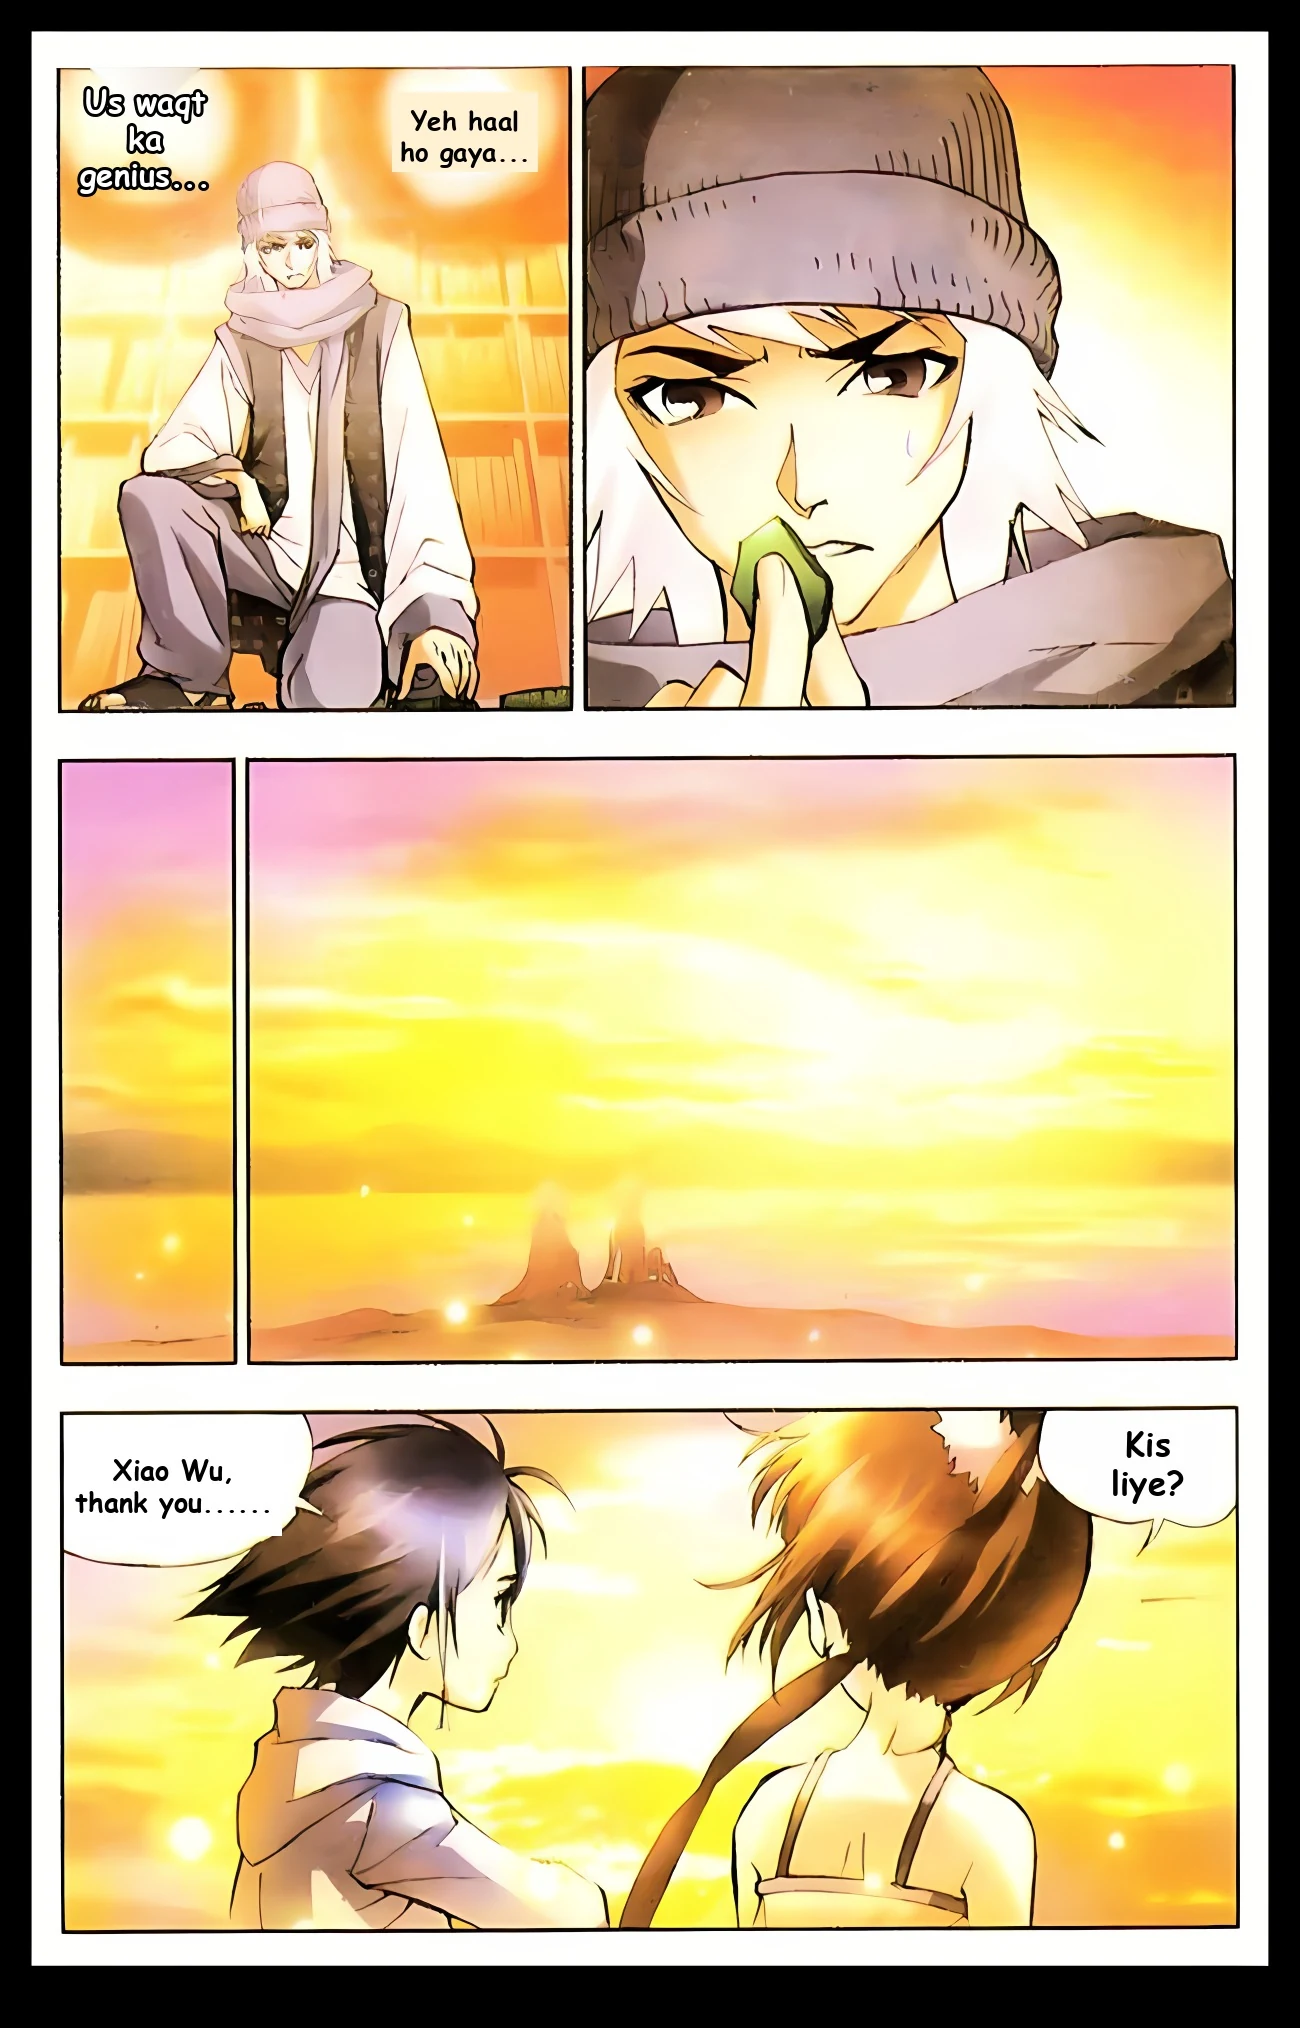 Us waqt
ka
genius...
Yeh haal
ho gaya...
Xiao Wu,
thank you......
Kis
liye?